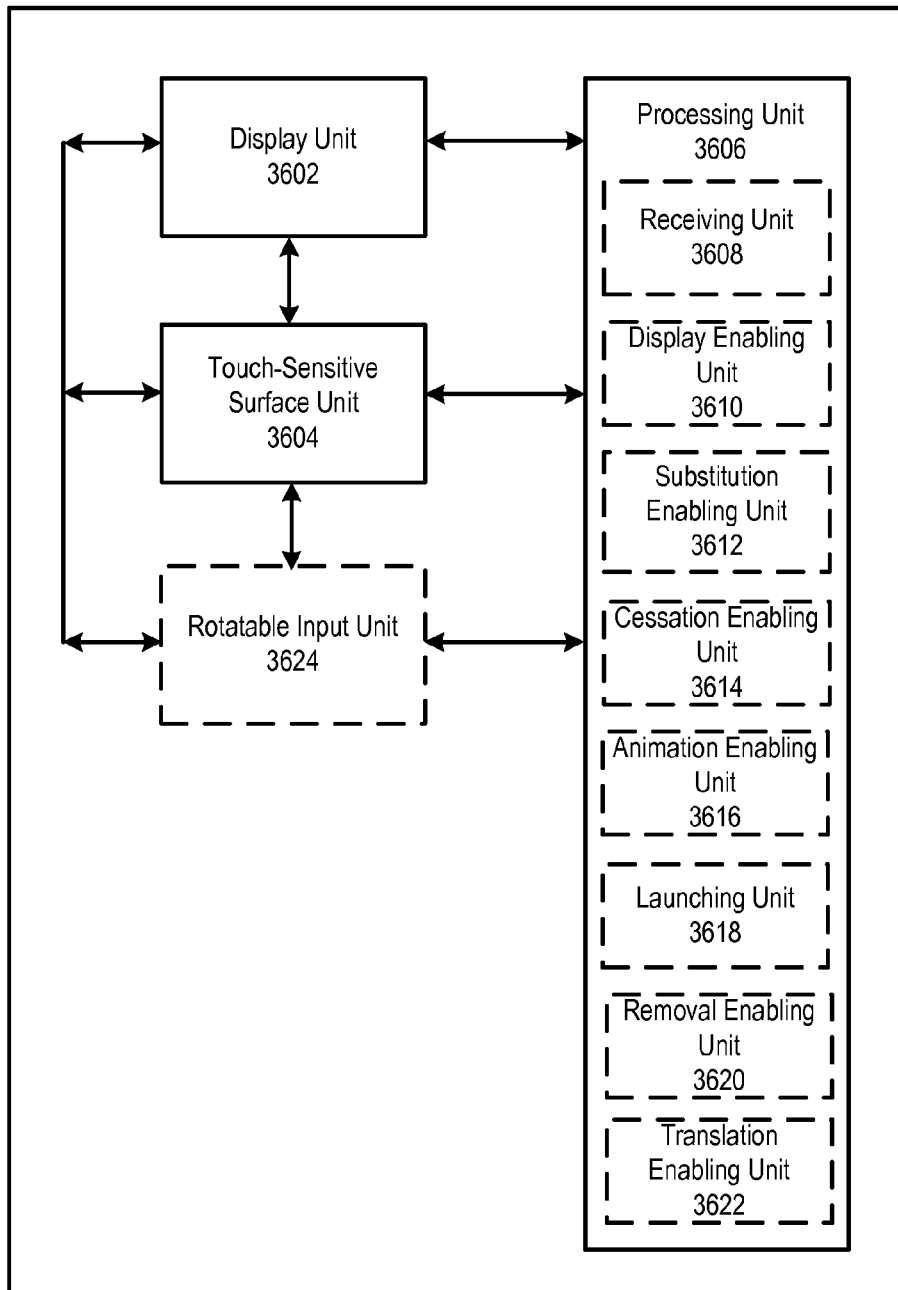 Display Unit
3602
Touch-Sensitive
Surface Unit
3604
Rotatable Input Unit
3624
Processing Unit
3606
Receiving Unit
3608
Display Enabling
Unit
3610
Substitution
Enabling Unit
3612
Cessation Enabling
Unit
3614
Animation Enabling
Unit
3616
Launching Unit
3618
Removal Enabling
Unit
3620
Translation
Enabling Unit
3622